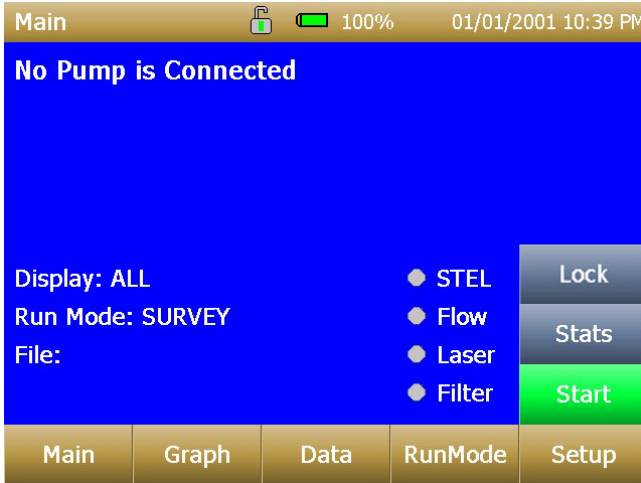 Main 100% 01/01/2001 10:39 PM
No Pump is Connected
Display: ALL
STEL
Lock
Run Mode: SURVEY
Flow
Stats
File:
Laser
Filter
Start
Main Graph Data RunMode Setup